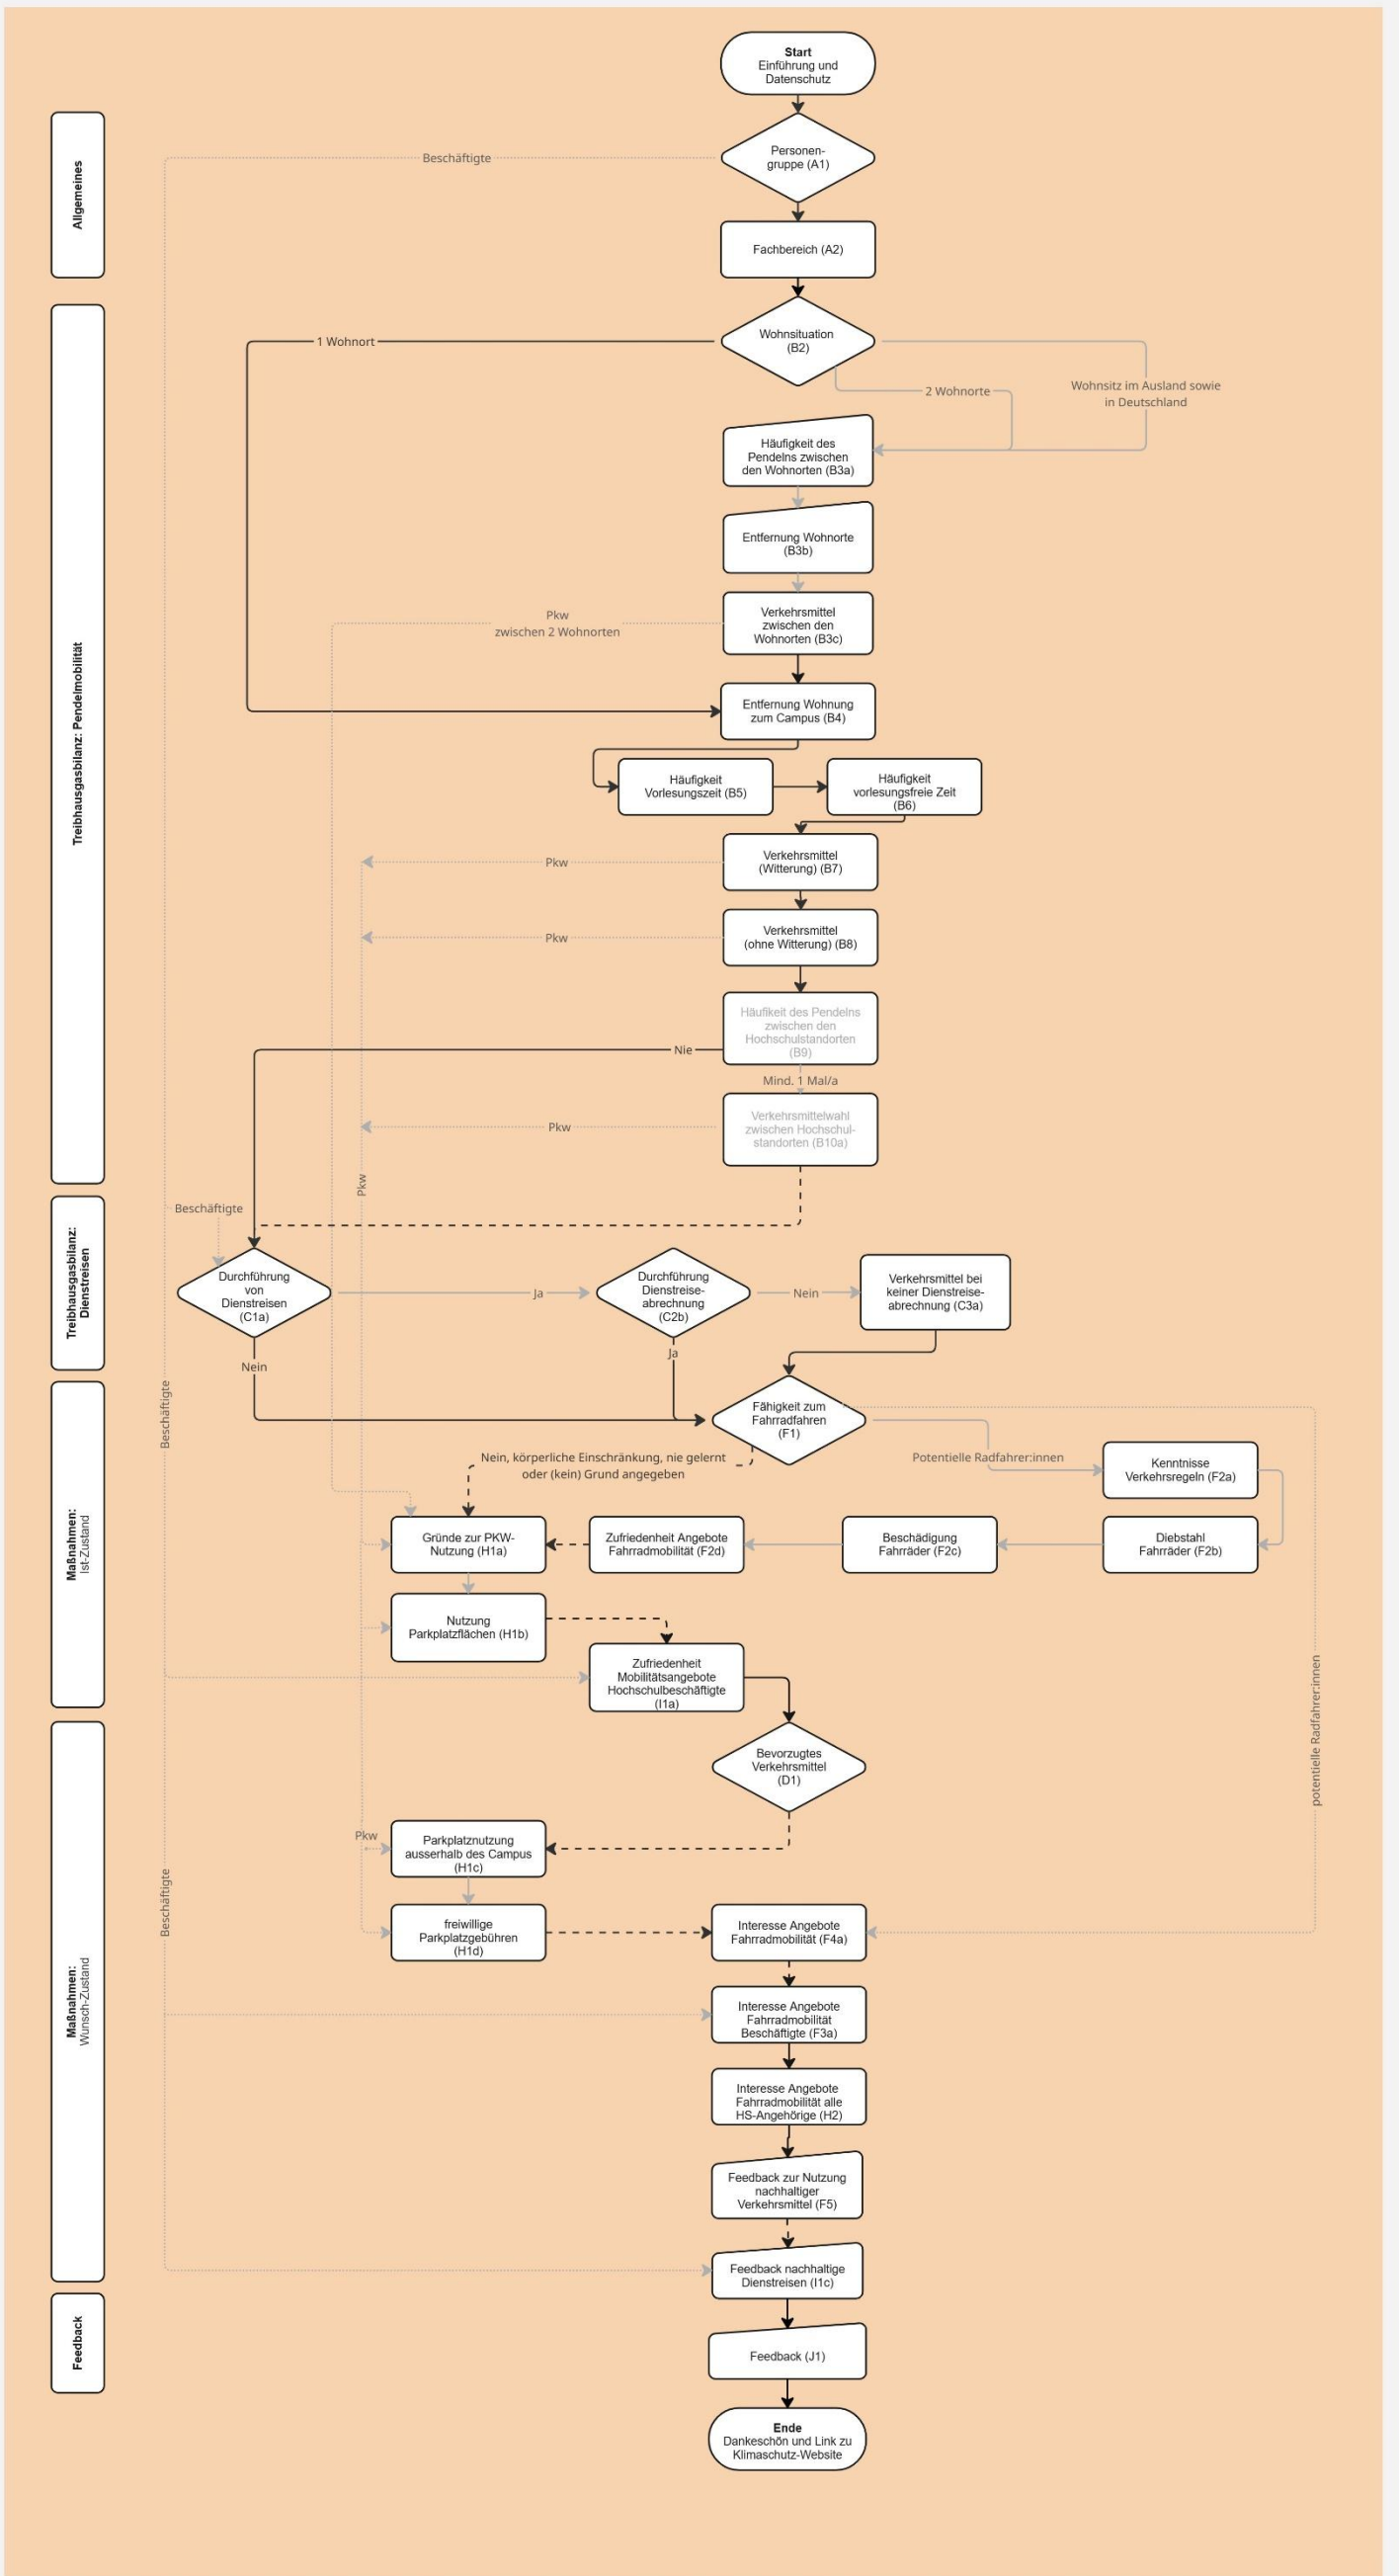 Start
Einführung und
Datenschutz
Allgemeines
Beschäftigte
Personen-
gruppe (A1)
Fachbereich (A2)
Treibhausgasbilanz: Pendelmobilität
1 Wohnort
Wohnsituation
(B2)
2 Wohnorte
Wohnsitz im Ausland sowie
in Deutschland
Häufigkeit des
Pendelns zwischen
den Wohnorten (B3a)
Entfernung Wohnorte
(B3b)
Pkw
zwischen 2 Wohnorten
Verkehrsmittel
zwischen den
Wohnorten (B3c)
Entfernung Wohnung
zum Campus (B4)
Häufigkeit
Vorlesungszeit (B5)
Häufigkeit
vorlesungsfreie Zeit
(B6)
Pkw
Verkehrsmittel
(Witterung) (B7)
Pkw
Verkehrsmittel
(ohne Witterung) (B8)
Häufikeit des Pendelns
zwischen den
Hochschulstandorten
(B9)
Nie
Mind. 1 Mal/a
Pkw
Verkehrsmittelwahl
zwischen Hochschul-
standorten (B10a)
Pkw
Treibhausgasbilanz:
Dienstreisen
Beschäftigte
Durchführung
von
Dienstreisen
(C1a)
Ja
Durchführung
Dienstreise-
abrechnung
(C2b)
Nein
Verkehrsmittel bei
keiner Dienstreise-
abrechnung (C3a)
Nein
Ja
Beschäftigte
Maßnahmen:
Ist-Zustand
Fähigkeit zum
Fahrradfahren
(F1)
Nein, körperliche Einschränkung, nie gelernt
oder (kein) Grund angegeben
Potentielle Radfahrer:innen
Kenntnisse
Verkehrsregeln (F2a)
Gründe zur PKW-
Nutzung (H1a)
Zufriedenheit Angebote
Fahrradmobilität (F2d)
Beschädigung
Fahrräder (F2c)
Diebstahl
Fahrräder (F2b)
Nutzung
Parkplatzflächen (H1b)
Zufriedenheit
Mobilitätsangebote
Hochschulbeschäftigte
(I1a)
potentielle Radfahrer:innen
Maßnahmen:
Wunsch-Zustand
Bevorzugtes
Verkehrsmittel
(D1)
Pkw
Parkplatznutzung
ausserhalb des Campus
(H1c)
Beschäftigte
freiwillige
Parkplatzgebühren
(H1d)
Interesse Angebote
Fahrradmobilität (F4a)
Interesse Angebote
Fahrradmobilität
Beschäftigte (F3a)
Interesse Angebote
Fahrradmobilität alle
HS-Angehörige (H2)
Feedback zur Nutzung
nachhaltiger
Verkehrsmittel (F5)
Feedback nachhaltige
Dienstreisen (I1c)
Feedback
Feedback (J1)
Ende
Dankeschön und Link zu
Klimaschutz-Website